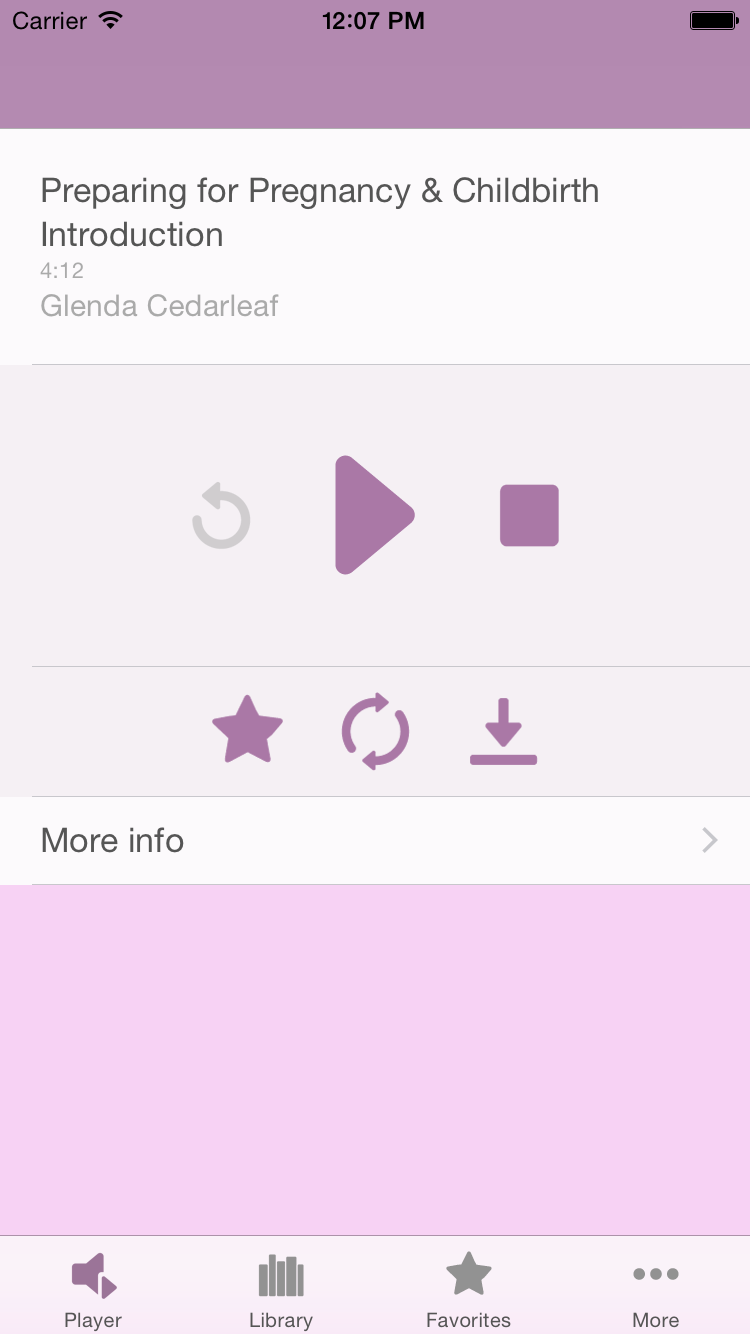 Carrier 12:07 PM
Preparing for Pregnancy & Childbirth
Introduction
4:12
Glenda Cedarleaf
More info
Player Library Favorites More